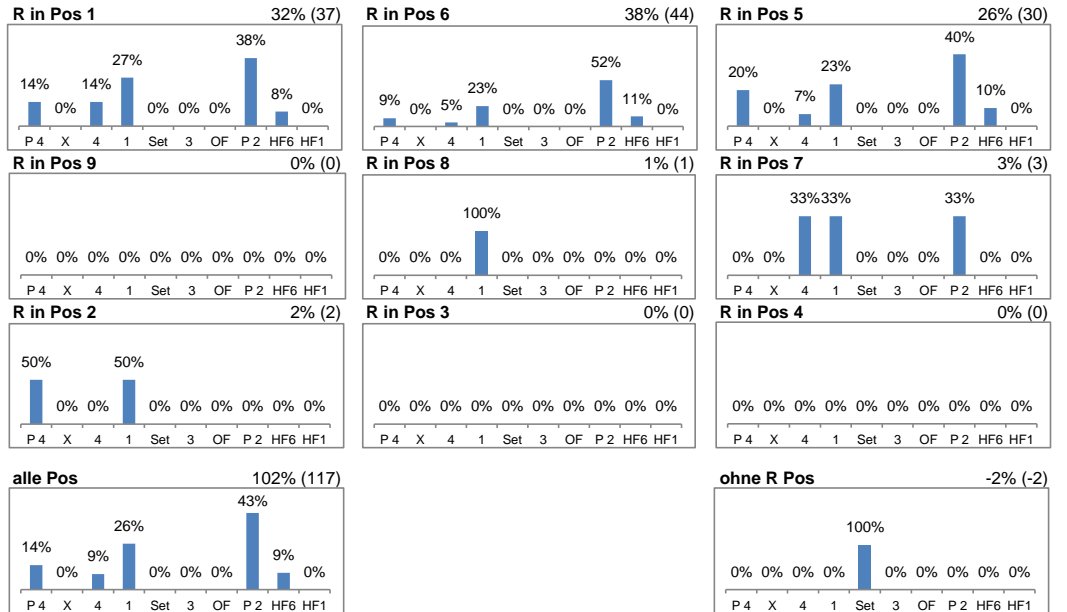 R in Pos 1 32% (37)
38%
27%
14% 14%
8%
0% 0% 0% 0% 0%
P 4 X 4 1 Set 3 OF P 2 HF6 HF1
R in Pos 6 38% (44)
52%
23%
9% 5% 11%
0% 0% 0% 0% 0%
P 4 X 4 1 Set 3 OF P 2 HF6 HF1
R in Pos 5 26% (30)
40%
20% 23%
7% 10%
0% 0% 0% 0% 0%
P 4 X 4 1 Set 3 OF P 2 HF6 HF1
R in Pos 9 0% (0)
0% 0% 0% 0% 0% 0% 0% 0% 0% 0%
P 4 X 4 1 Set 3 OF P 2 HF6 HF1
R in Pos 8 1% (1)
100%
0% 0% 0% 0% 0% 0% 0% 0% 0%
P 4 X 4 1 Set 3 OF P 2 HF6 HF1
R in Pos 7 3% (3)
33% 33% 33%
0% 0% 0% 0% 0% 0% 0%
P 4 X 4 1 Set 3 OF P 2 HF6 HF1
R in Pos 2 2% (2)
50% 50%
0% 0% 0% 0% 0% 0% 0% 0%
P 4 X 4 1 Set 3 OF P 2 HF6 HF1
R in Pos 3 0% (0)
0% 0% 0% 0% 0% 0% 0% 0% 0% 0%
P 4 X 4 1 Set 3 OF P 2 HF6 HF1
R in Pos 4 0% (0)
0% 0% 0% 0% 0% 0% 0% 0% 0% 0%
P 4 X 4 1 Set 3 OF P 2 HF6 HF1
alle Pos 102% (117)
43%
26%
14% 9% 9%
0% 0% 0% 0% 0%
P 4 X 4 1 Set 3 OF P 2 HF6 HF1
ohne R Pos -2% (-2)
100%
0% 0% 0% 0% 0% 0% 0% 0% 0%
P 4 X 4 1 Set 3 OF P 2 HF6 HF1